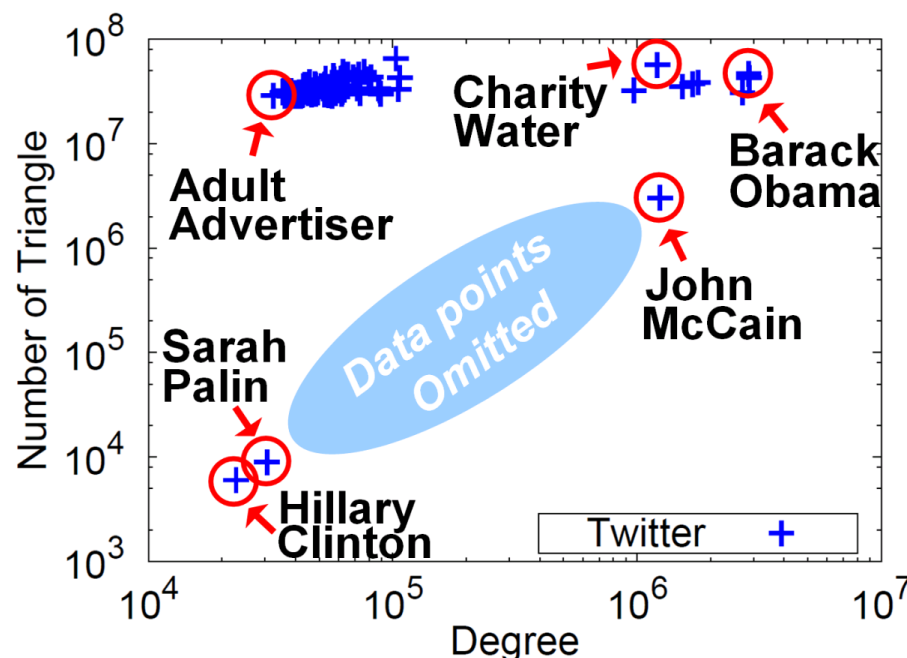 Number of Triangle
10^8
10^7
10^6
10^5
10^4
10^3
Charity
Water
Barack
Obama
Adult
Advertiser
John
McCain
Data points
Omitted
Sarah
Palin
Hillary
Clinton
Twitter
10^4
10^5
10^6
10^7
Degree